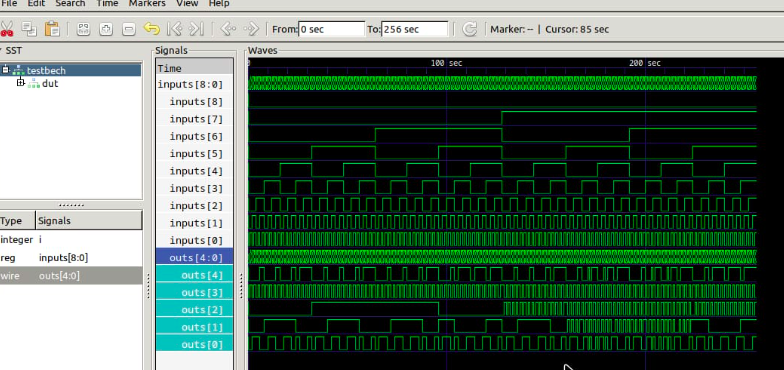 File Edit Search Time Markers View Help
From: 0 sec To: 256 sec Marker: -- | Cursor: 85 sec
SST
testbech
dut
Type Signals
integer i
reg inputs[8:0]
wire outs[4:0]
Signals
Time
inputs[8:0]
inputs[8]
inputs[7]
inputs[6]
inputs[5]
inputs[4]
inputs[3]
inputs[2]
inputs[1]
inputs[0]
outs[4:0]
outs[4]
outs[3]
outs[2]
outs[1]
outs[0]
Waves
100 sec 200 sec